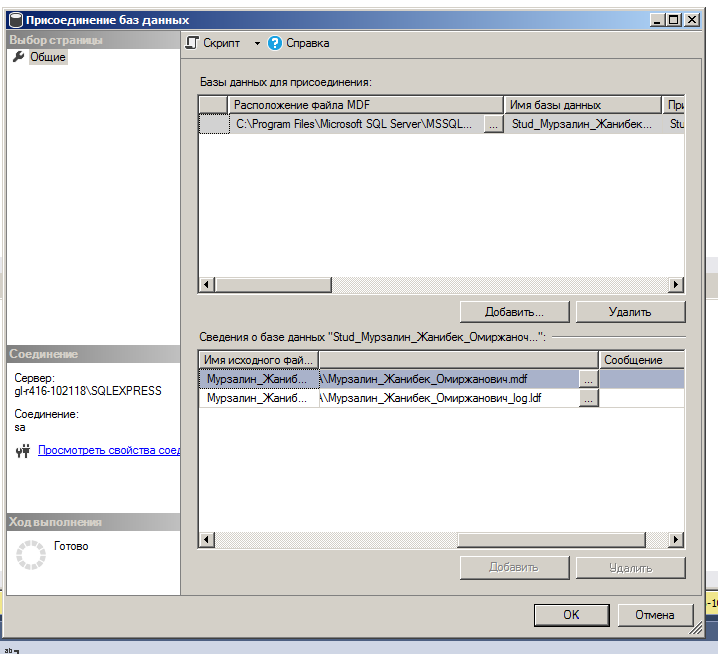 Присоединение баз данных
Выбор страницы
Общие
Скрипт
Справка
Базы данных для присоединения:
Расположение файла MDF
Имя базы данных
При
C:\Program Files\Microsoft SQL Server\MSSQL...
...
Stud_Мурзалин_Жанибек...
Stu
Добавить...
Удалить
Сведения о базе данных "Stud_Мурзалин_Жанибек_Омиржаноч...":
Имя исходного фай...
Сообщение
Мурзалин_Жаниб...
\Мурзалин_Жанибек_Омиржанович.mdf
...
Мурзалин_Жаниб...
\Мурзалин_Жанибек_Омиржанович_log.ldf
...
Добавить
Удалить
Соединение
Сервер:
gl-r416-102118\SQLEXPRESS
Соединение:
sa
Просмотреть свойства соед
Ход выполнения
Готово
OK
Отмена